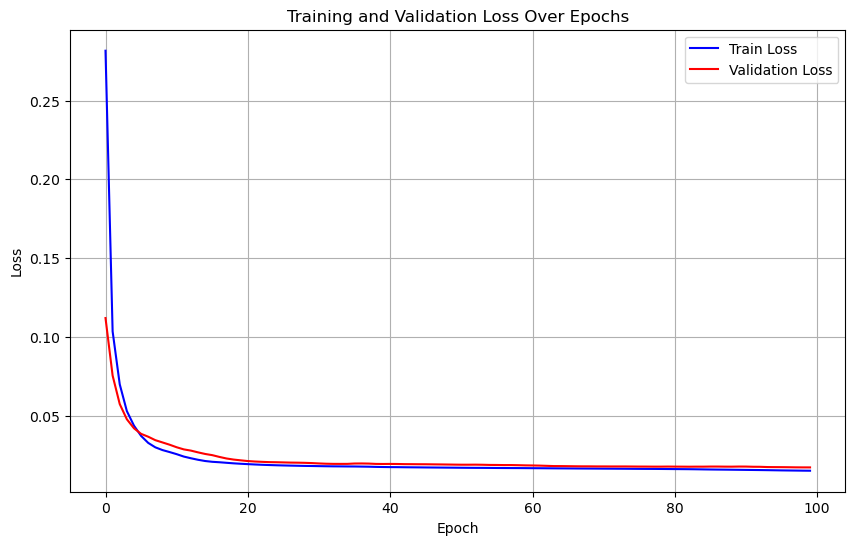 Training and Validation Loss Over Epochs
Train Loss
Validation Loss
Loss
0.25
0.20
0.15
0.10
0.05
0
20
40
60
80
100
Epoch